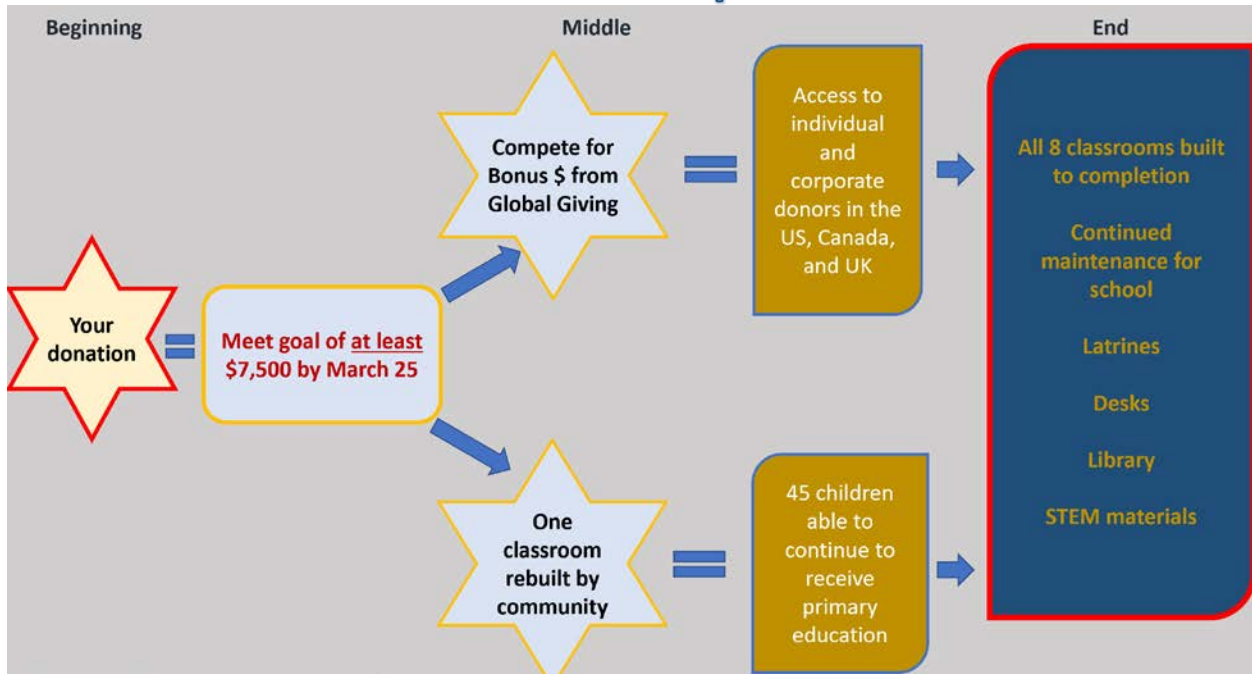 Beginning
Middle
End
Your
donation
Meet goal of at least
$7,500 by March 25
Compete for
Bonus $ from
Global Giving
Access to
individual
and
corporate
donors in the
US, Canada,
and UK
One
classroom
rebuilt by
community
45 children
able to
continue to
receive
primary
education
All 8 classrooms built
to completion
Continued
maintenance for
school
Latrines
Desks
Library
STEM materials